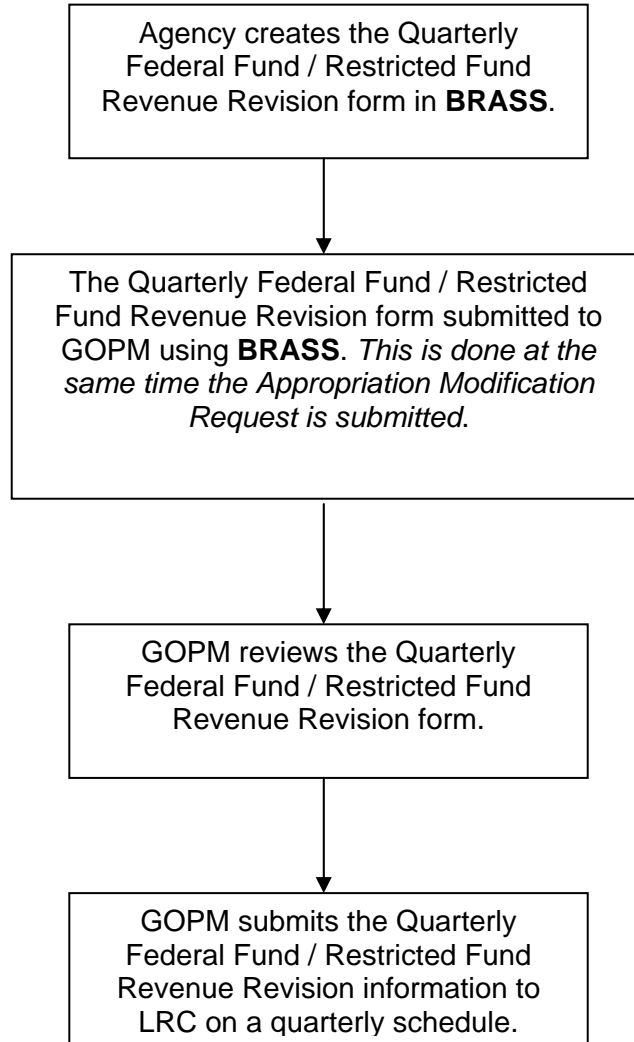 Agency creates the Quarterly
Federal Fund / Restricted Fund
Revenue Revision form in BRASS.
The Quarterly Federal Fund / Restricted
Fund Revenue Revision form submitted to
GOPM using BRASS. This is done at the
same time the Appropriation Modification
Request is submitted.
GOPM reviews the Quarterly
Federal Fund / Restricted Fund
Revenue Revision form.
GOPM submits the Quarterly
Federal Fund / Restricted Fund
Revenue Revision information to
LRC on a quarterly schedule.